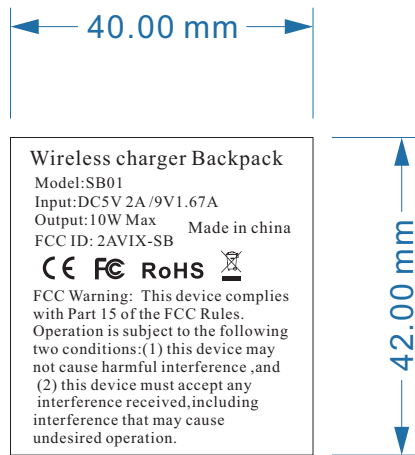 40.00 mm
Wireless charger Backpack
Model:SB01
Input:DC5V 2A /9V1.67A
Output:10W Max
Made in china
FCC ID: 2AVIX-SB
CE FC RoHS
FCC Warning: This device complies
with Part 15 of the FCC Rules.
Operation is subject to the following
two conditions:(1) this device may
not cause harmful interference ,and
(2) this device must accept any
interference received,including
interference that may cause
undesired operation.
42.00 mm